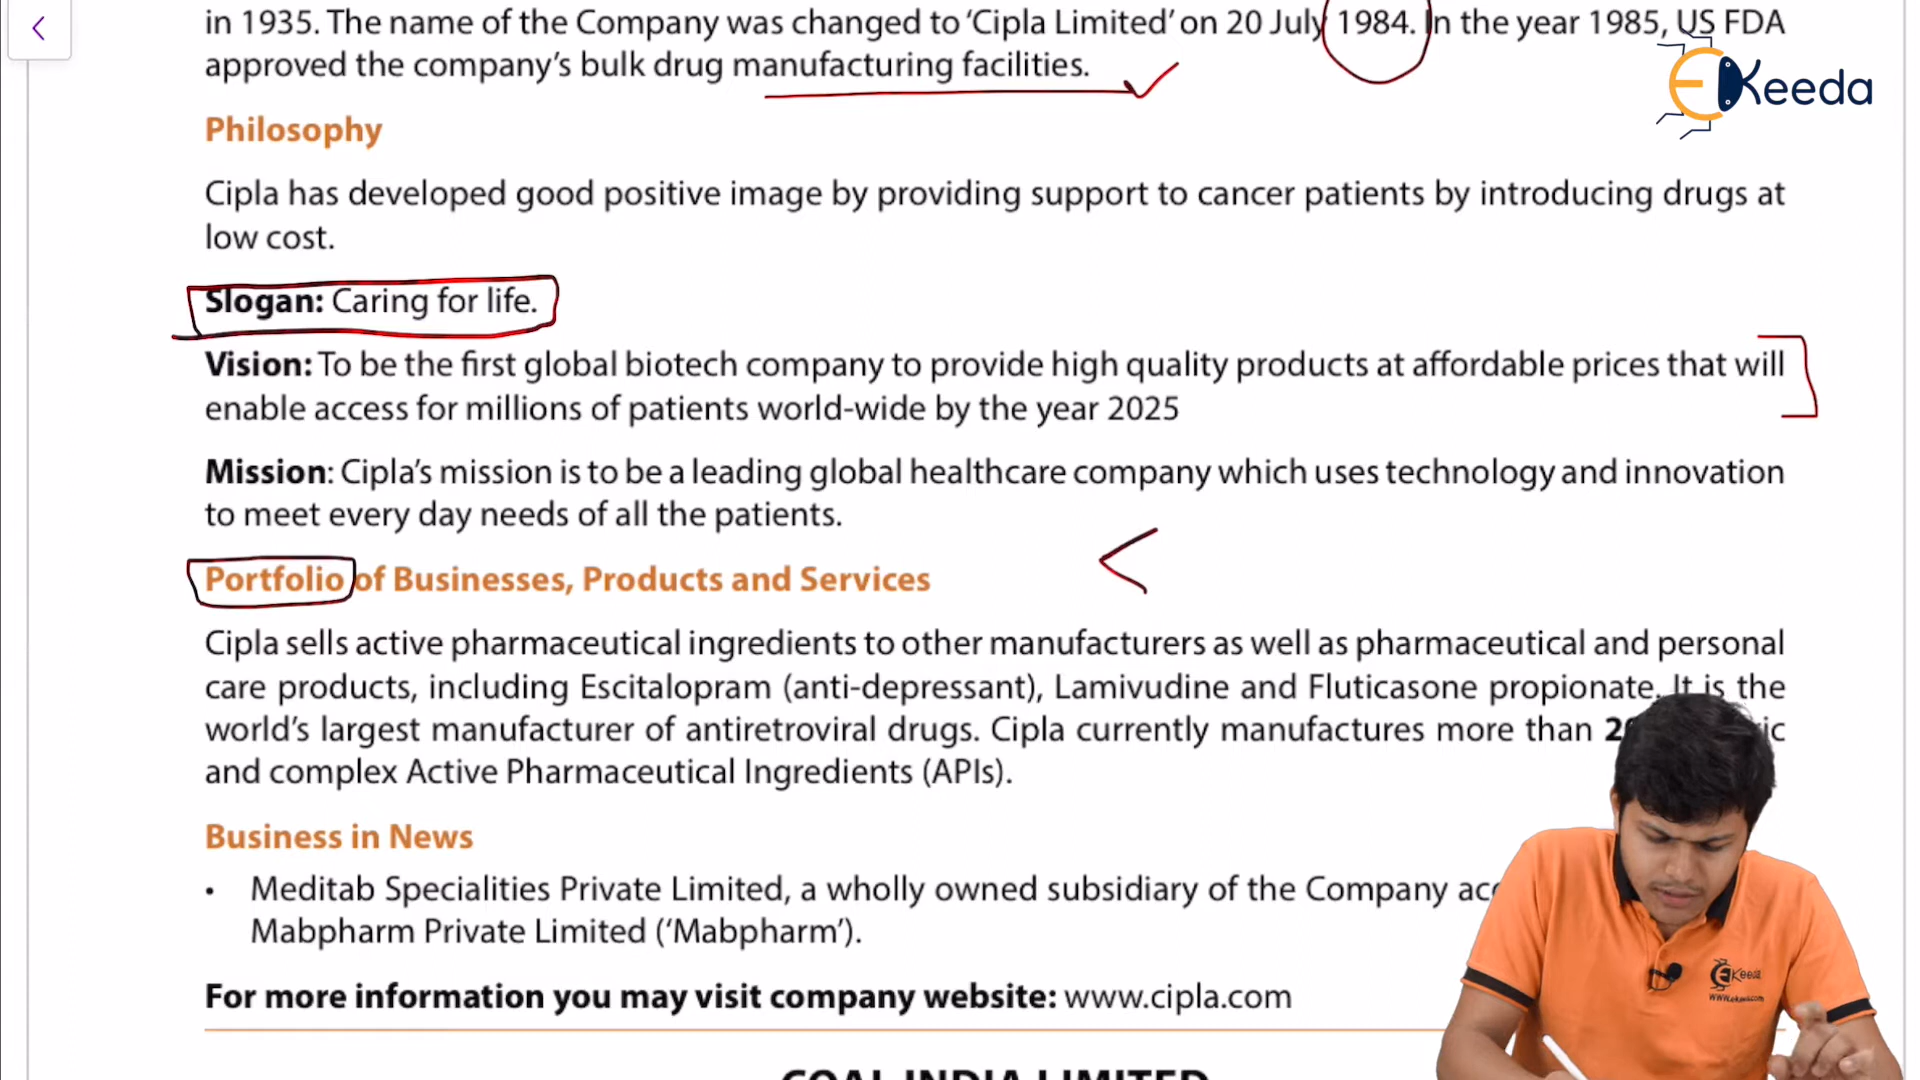 in 1935. The name of the Company was changed to ‘Cipla Limited’ on 20 July 1984. In the year 1985, US FDA
approved the company’s bulk drug manufacturing facilities.
EKeeda
Philosophy
Cipla has developed good positive image by providing support to cancer patients by introducing drugs at
low cost.
Slogan: Caring for life.
Vision: To be the first global biotech company to provide high quality products at affordable prices that will
enable access for millions of patients world-wide by the year 2025
Mission: Cipla’s mission is to be a leading global healthcare company which uses technology and innovation
to meet every day needs of all the patients.
Portfolio of Businesses, Products and Services
Cipla sells active pharmaceutical ingredients to other manufacturers as well as pharmaceutical and personal
care products, including Escitalopram (anti-depressant), Lamivudine and Fluticasone propionate. It is the
world’s largest manufacturer of antiretroviral drugs. Cipla currently manufactures more than
and complex Active Pharmaceutical Ingredients (APIs).
Business in News
• Meditab Specialities Private Limited, a wholly owned subsidiary of the Company
Mabpharm Private Limited (‘Mabpharm’).
EKeeda
www.ekeeda.com
For more information you may visit company website: www.cipla.com
COAL INDIA LIMITED